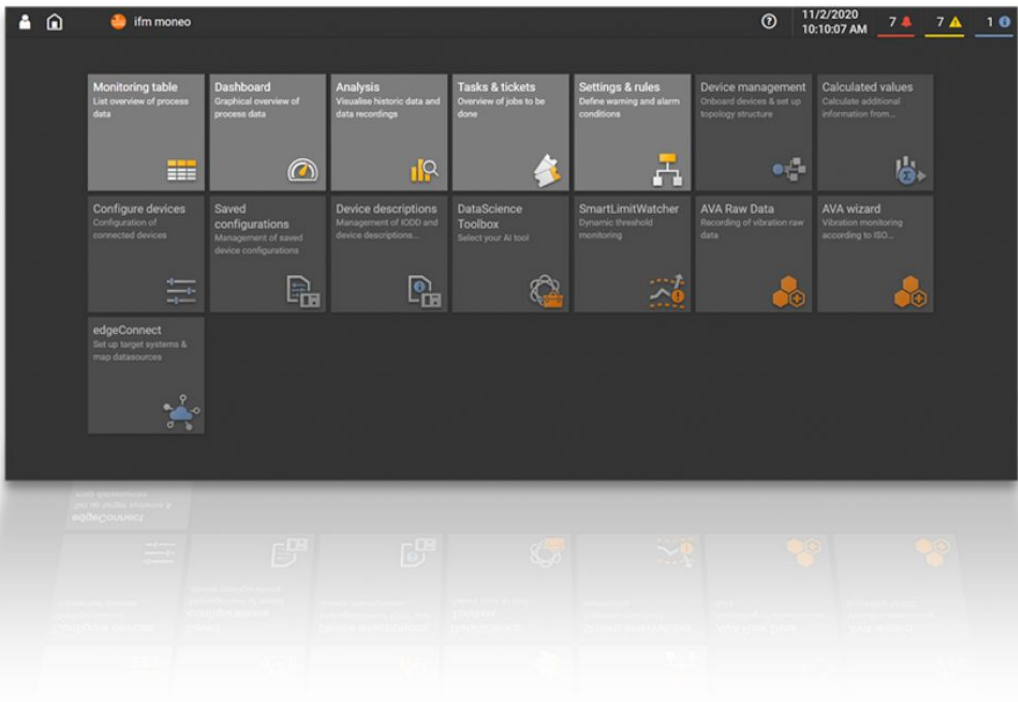 ifm moneo
11/2/2020
10:10:07 AM
7
7
1
Monitoring table
List overview of process
data
Dashboard
Graphical overview of
process data
Analysis
Visualise historic data and
data recordings
Tasks & tickets
Overview of jobs to be
done
Settings & rules
Define warning and alarm
conditions
Device management
Onboard devices & set up
topology structure
Calculated values
Calculate additional
information from...
Configure devices
Configuration of
connected devices
Saved
configurations
Management of saved
device configurations
Device descriptions
Management of IODD and
device descriptions...
DataScience
Toolbox
Select your AI tool
SmartLimitWatcher
Dynamic threshold
monitoring
AVA Raw Data
Recording of vibration raw
data
AVA wizard
Vibration monitoring
according to ISO...
edgeConnect
Set up target systems &
map datasources